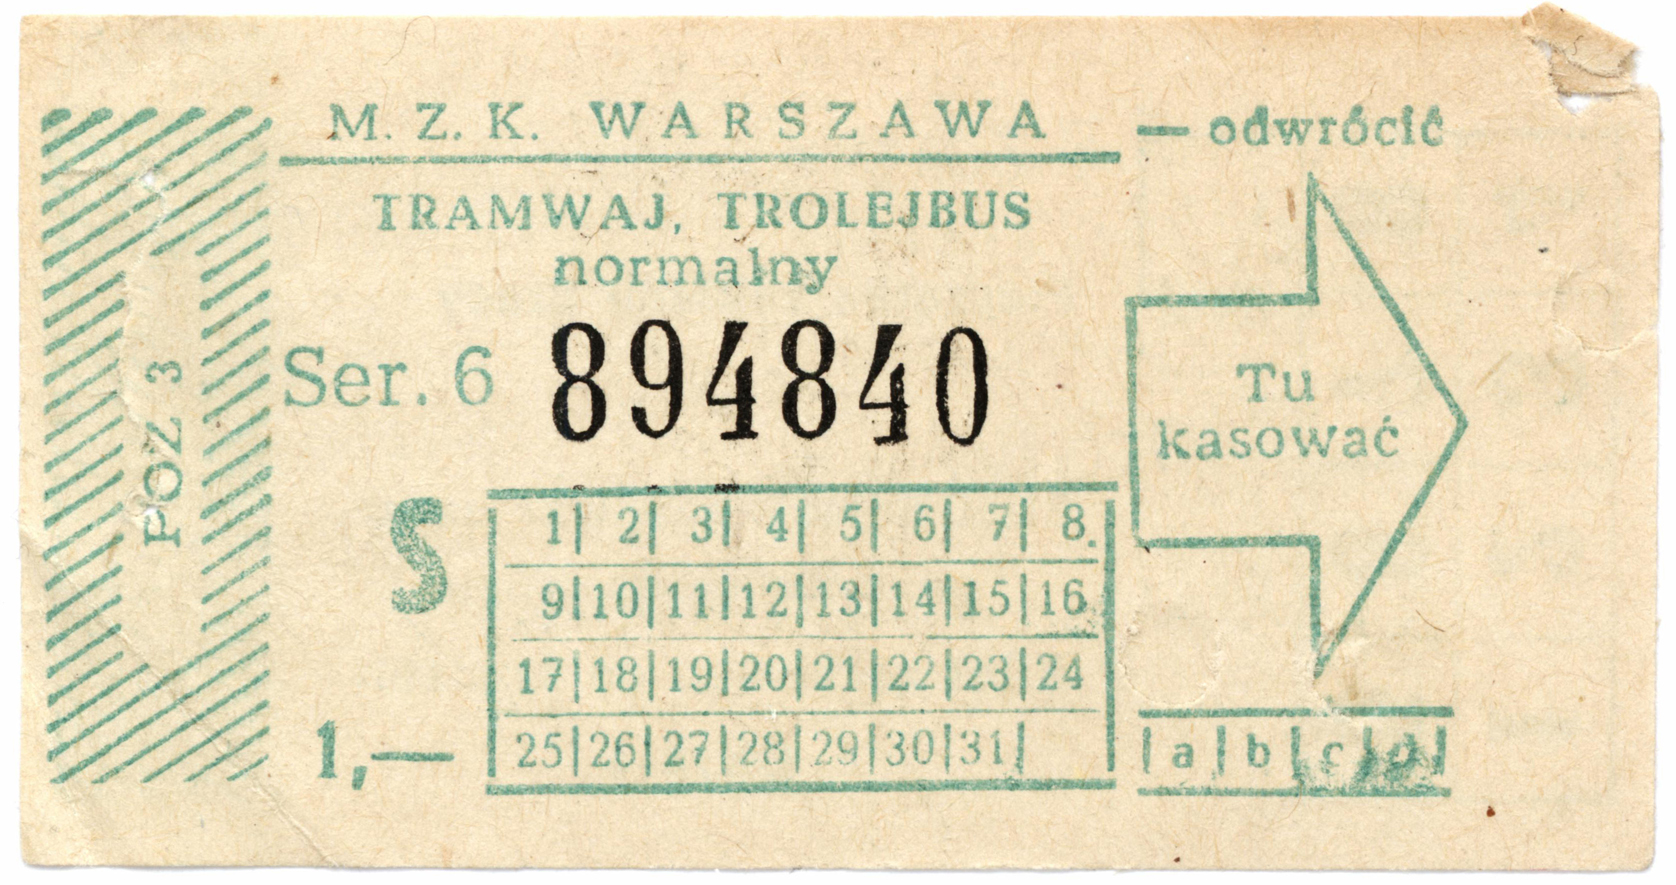 M. Z. K. WARSZAWA — odwrócić
TRAMWAJ, TROLEJBUS
normalny
Ser. 6 894840
POZ 3
Tu
kasować
S
1 2 3 4 5 6 7 8.
9 10 11 12 13 14 15 16
17 18 19 20 21 22 23 24
25 26 27 28 29 30 31
1,—
a b c d